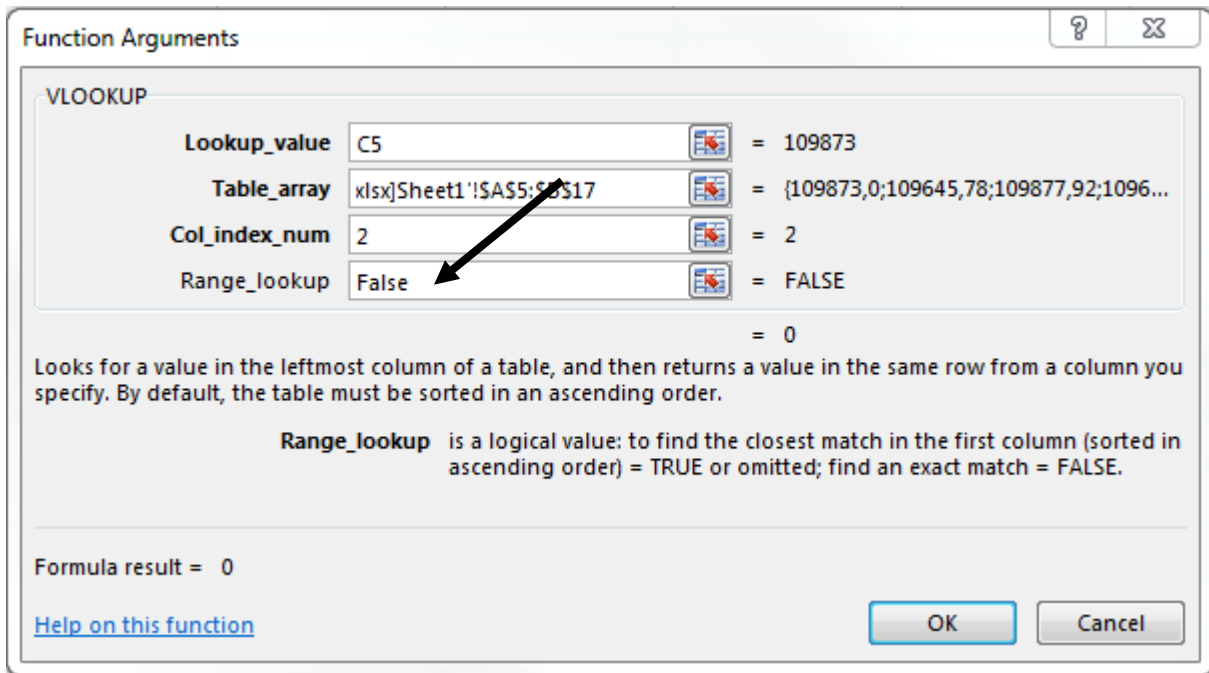 Function Arguments ?
VLOOKUP
Lookup_value C5 = 109873
Table_array xlsx]Sheet1'!$A$5:$B$17 = {109873,0;109645,78;109877,92;1096...
Col_index_num 2 = 2
Range_lookup False = FALSE
= 0
Looks for a value in the leftmost column of a table, and then returns a value in the same row from a column you
specify. By default, the table must be sorted in an ascending order.
Range_lookup is a logical value: to find the closest match in the first column (sorted in
ascending order) = TRUE or omitted; find an exact match = FALSE.
Formula result = 0
Help on this function OK Cancel